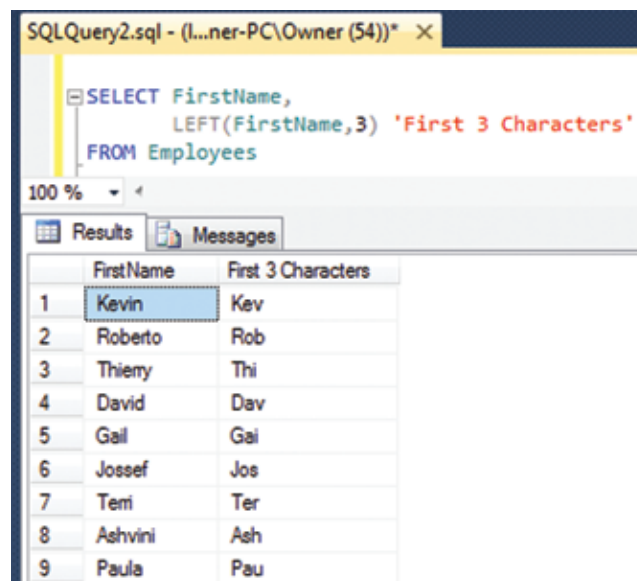 SQLQuery2.sql - (l...ner-PC\Owner (54))* ×
SELECT FirstName,
LEFT(FirstName,3) 'First 3 Characters'
FROM Employees
100 %
Results Messages
FirstName First 3 Characters
1 Kevin Kev
2 Roberto Rob
3 Thierry Thi
4 David Dav
5 Gail Gai
6 Jossef Jos
7 Terri Ter
8 Ashvini Ash
9 Paula Pau